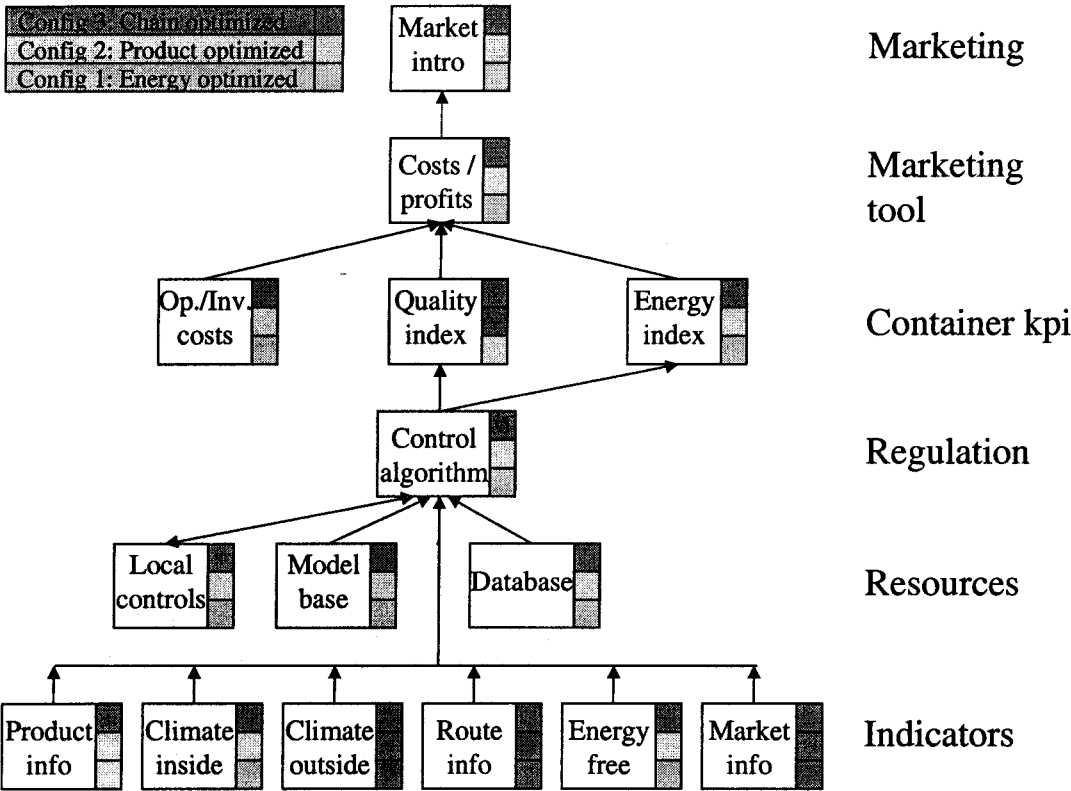 Config 3: Chain optimized
Config 2: Product optimized
Config 1: Energy optimized
Market
intro
Marketing
Costs /
profits
Marketing
tool
Op./Inv.
costs
Quality
index
Energy
index
Container kpi
Control
algorithm
Regulation
Local
controls
Model
base
Database
Resources
Product
info
Climate
inside
Climate
outside
Route
info
Energy
free
Market
info
Indicators